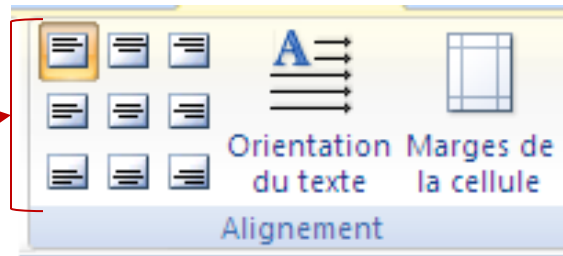 Orientation du texte
Marges de la cellule
Alignement